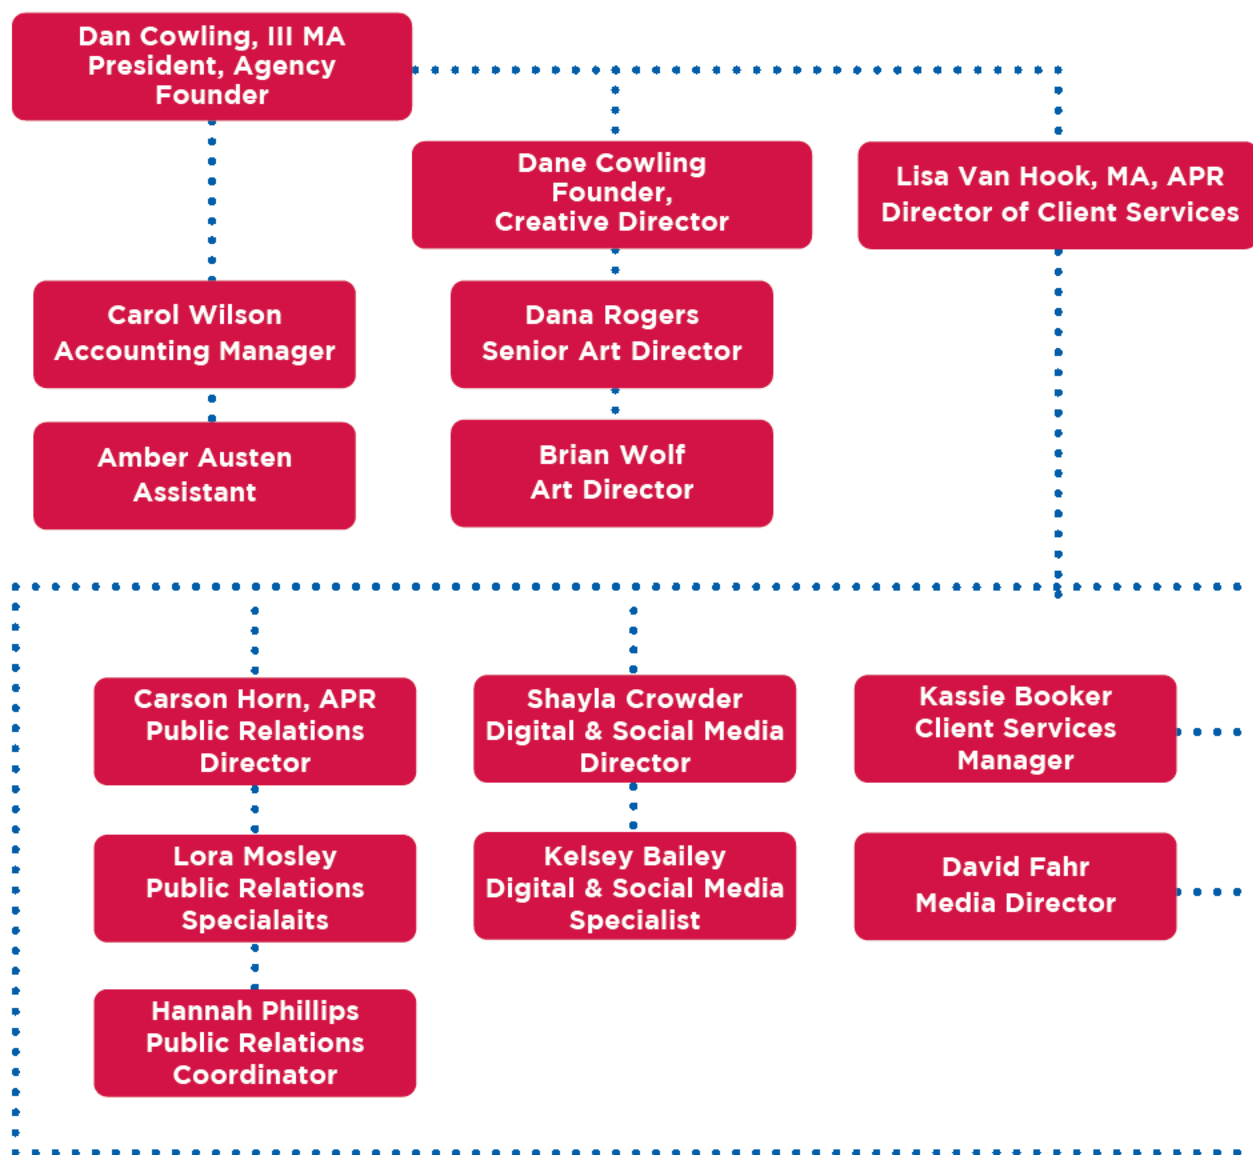 Dan Cowling, III MA
President, Agency
Founder
Dane Cowling
Founder,
Creative Director
Lisa Van Hook, MA, APR
Director of Client Services
Carol Wilson
Accounting Manager
Dana Rogers
Senior Art Director
Amber Austen
Assistant
Brian Wolf
Art Director
Carson Horn, APR
Public Relations
Director
Shayla Crowder
Digital & Social Media
Director
Kassie Booker
Client Services
Manager
Lora Mosley
Public Relations
Specialaits
Kelsey Bailey
Digital & Social Media
Specialist
David Fahr
Media Director
Hannah Phillips
Public Relations
Coordinator